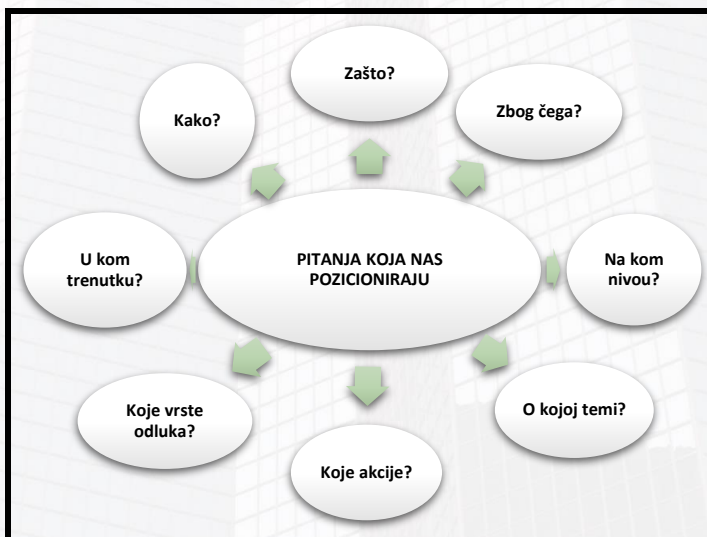 Zašto?
Zbog čega?
Kako?
U kom
trenutku?
PITANJA KOJA NAS
POZICIONIRAJU
Na kom
nivou?
Koje vrste
odluka?
O kojoj temi?
Koje akcije?